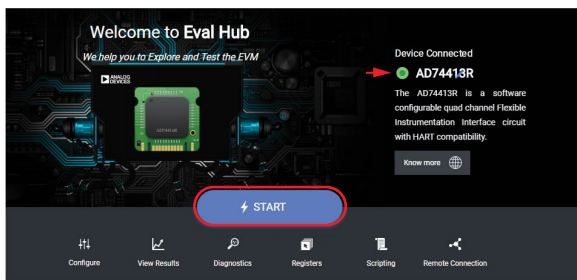 Welcome to Eval Hub
We help you to Explore and Test the EVM
ANALOG
DEVICES
Device Connected
AD74413R
The AD74413R is a software
configurable quad channel Flexible
Instrumentation Interface circuit
with HART compatibility.
Know more
START
Configure
View Results
Diagnostics
Registers
Scripting
Remote Connection